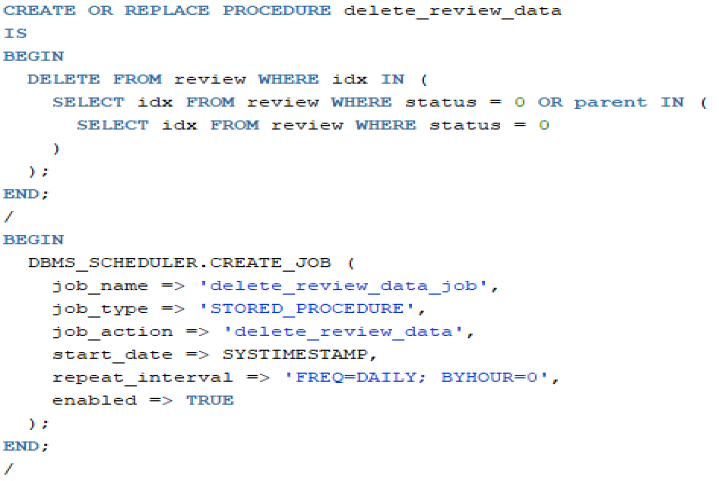 CREATE OR REPLACE PROCEDURE delete_review_data
IS
BEGIN
  DELETE FROM review WHERE idx IN (
    SELECT idx FROM review WHERE status = 0 OR parent IN (
      SELECT idx FROM review WHERE status = 0
    )
  );
END;
/
BEGIN
  DBMS_SCHEDULER.CREATE_JOB (
    job_name => 'delete_review_data_job',
    job_type => 'STORED_PROCEDURE',
    job_action => 'delete_review_data',
    start_date => SYSTIMESTAMP,
    repeat_interval => 'FREQ=DAILY; BYHOUR=0',
    enabled => TRUE
  );
END;
/